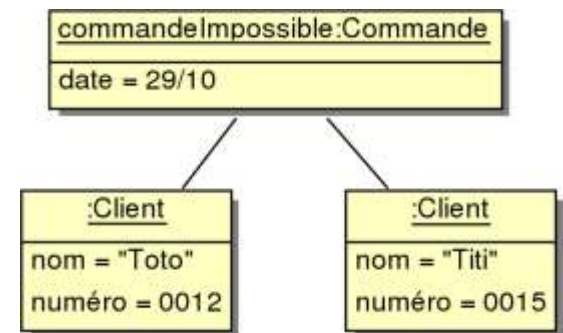 commandeImpossible:Commande
date = 29/10
:Client
nom = "Toto"
numéro = 0012
:Client
nom = "Titi"
numéro = 0015